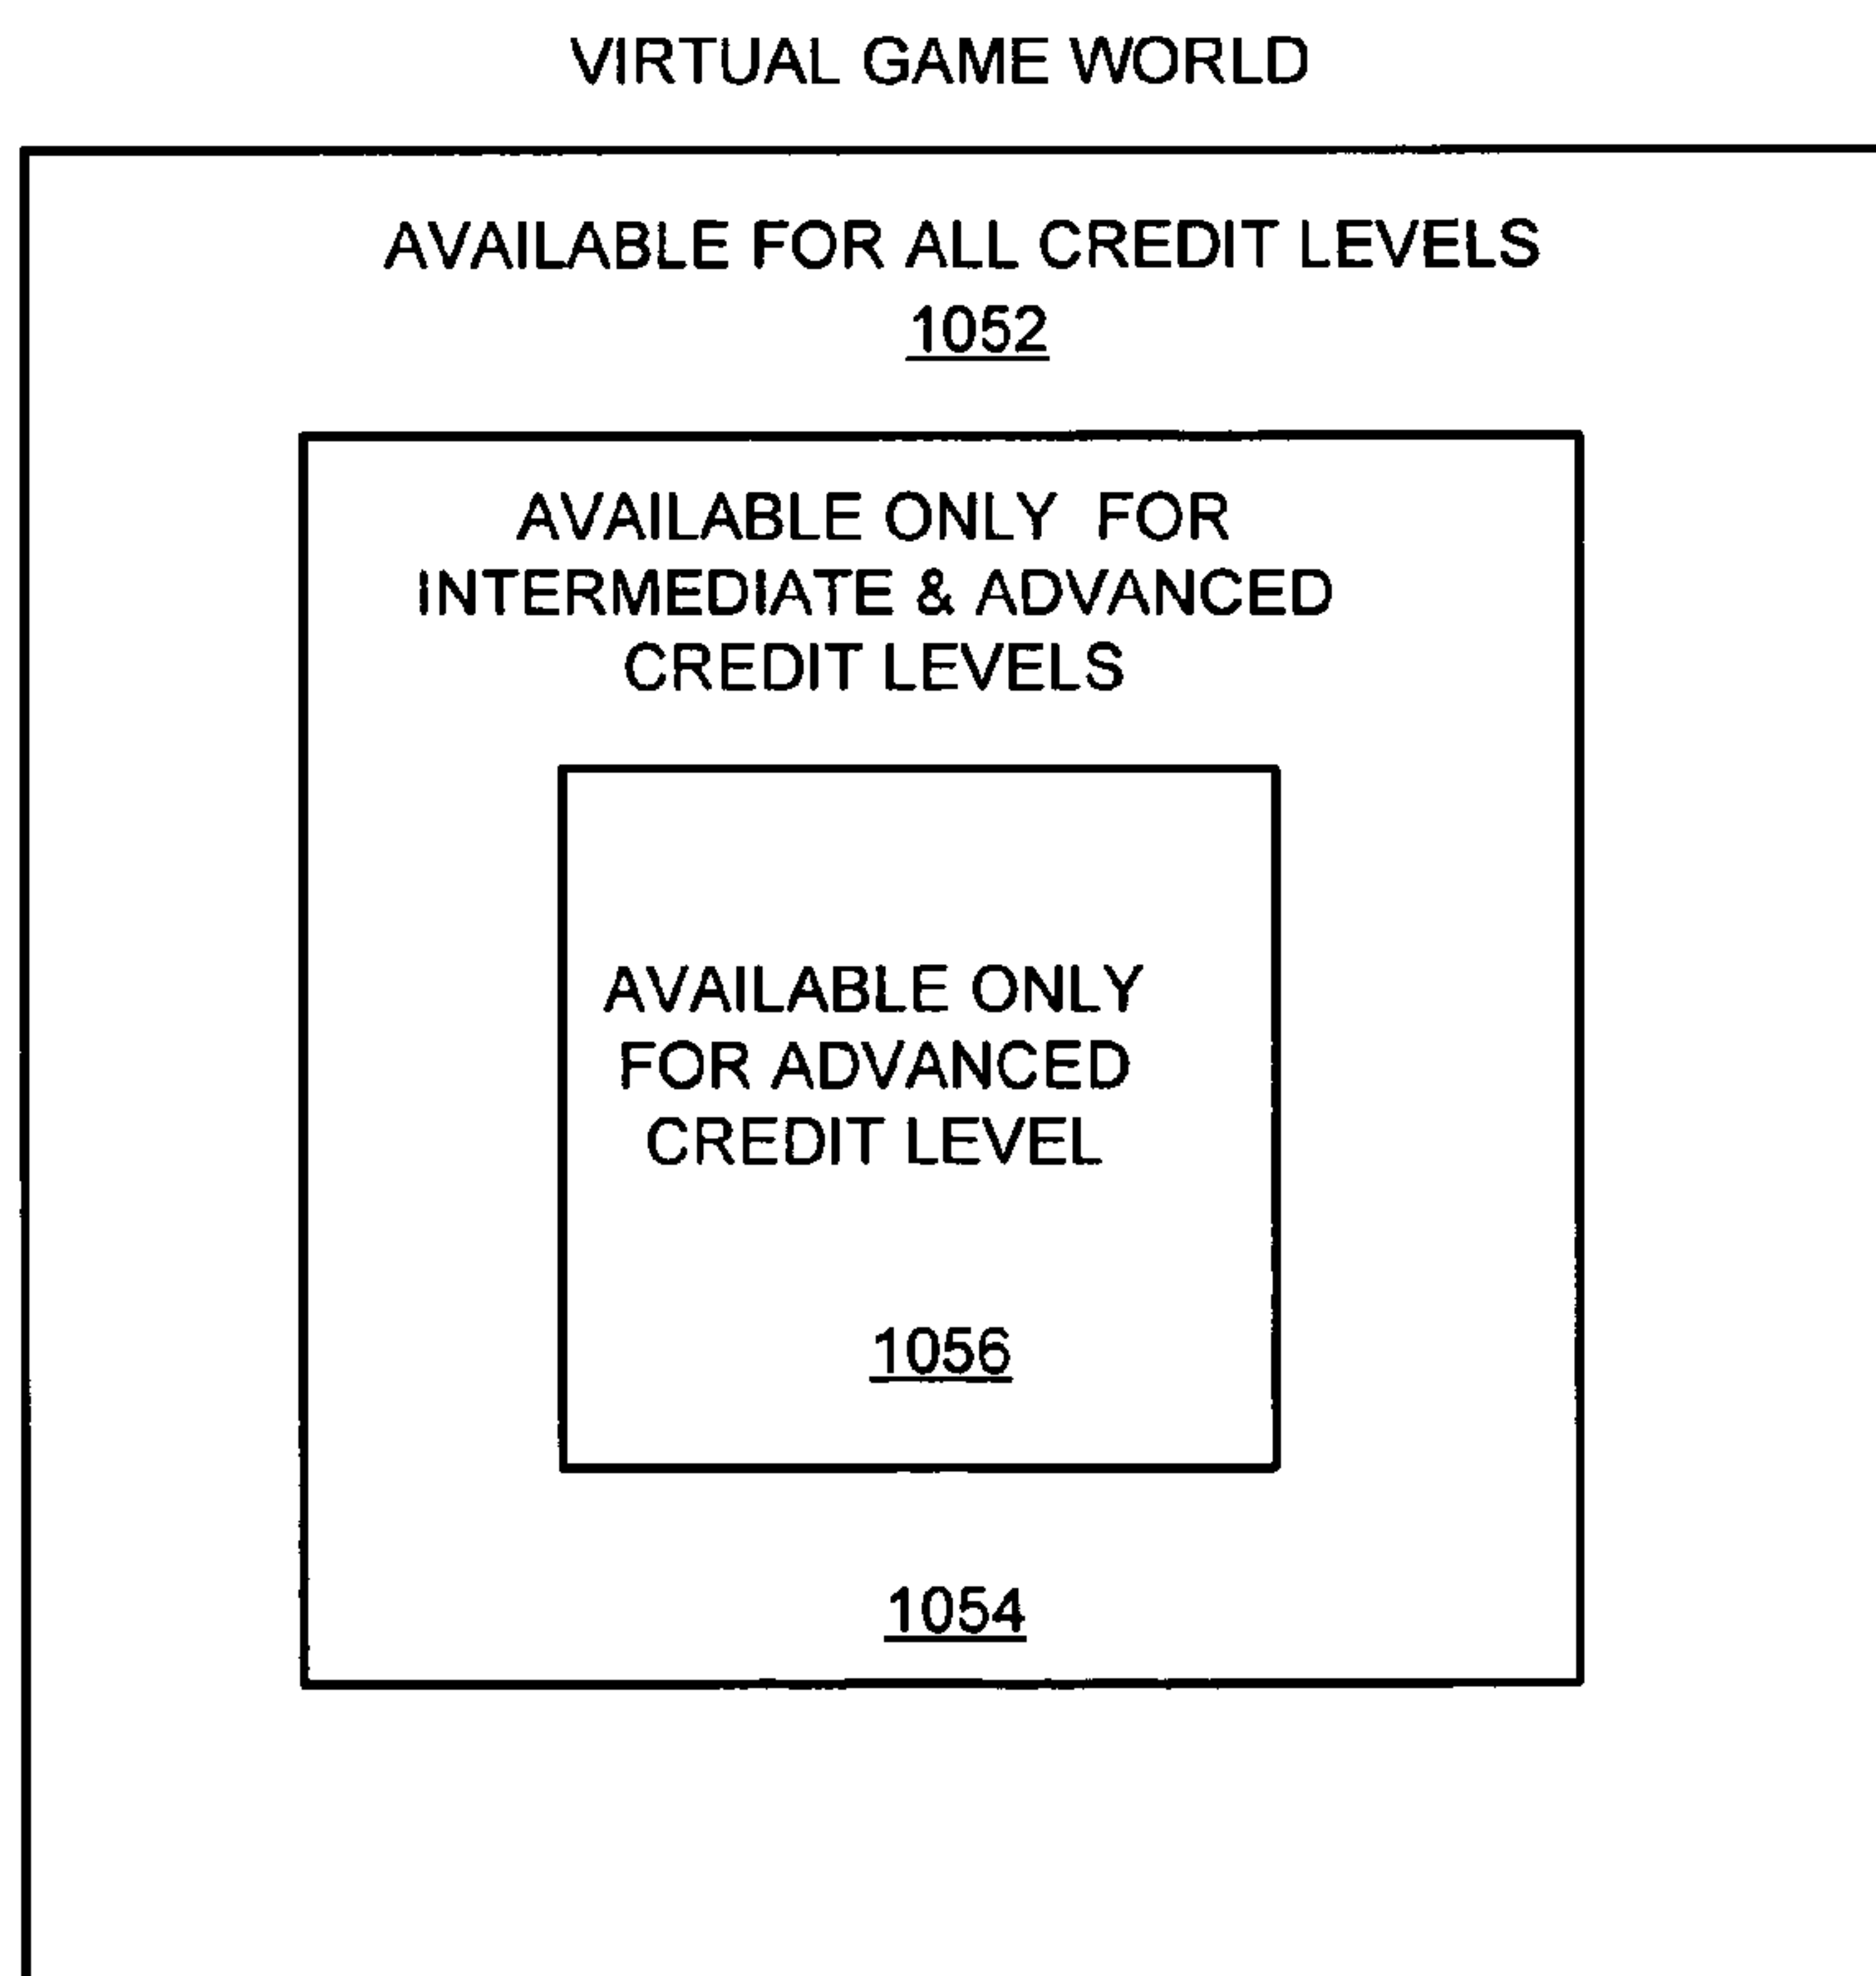 VIRTUAL GAME WORLD
AVAILABLE FOR ALL CREDIT LEVELS
1052
AVAILABLE ONLY FOR
INTERMEDIATE & ADVANCED
CREDIT LEVELS
AVAILABLE ONLY
FOR ADVANCED
CREDIT LEVEL
1056
1054